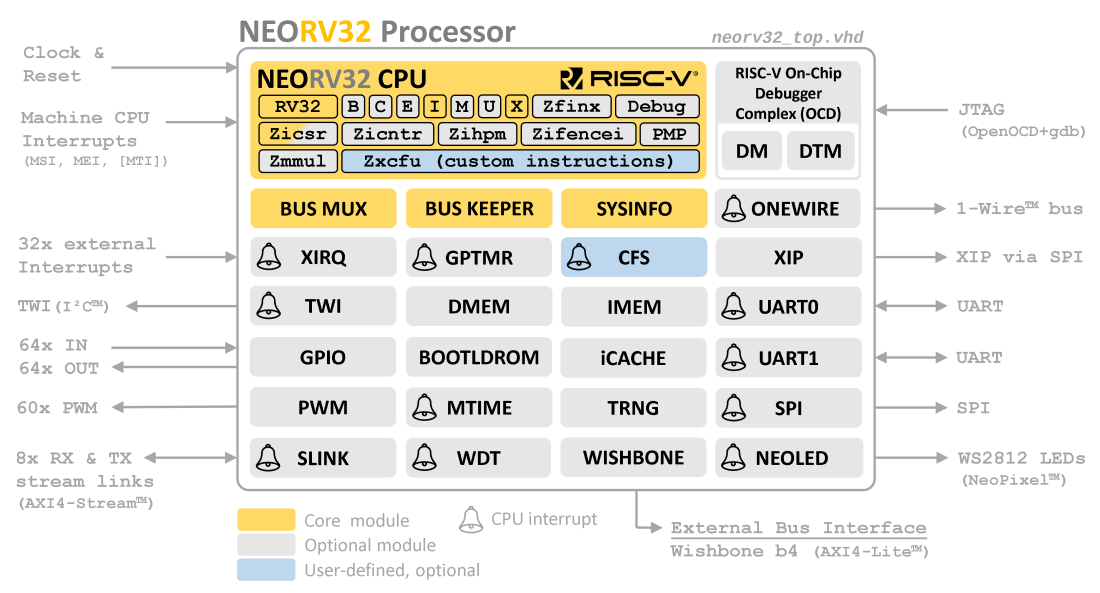 NEORV32 Processor
neorv32_top.vhd
Clock &
Reset
Machine CPU
Interrupts
(MSI, MEI, [MTI])
32x external
Interrupts
TWI(I²C™)
64x IN
64x OUT
60x PWM
8x RX & TX
stream links
(AXI4-Stream™)
NEORV32 CPU
RISC-V®
RV32 B C E I M U X Zfinx Debug
Zicsr Zicntr Zihpm Zifencei PMP
Zmmul Zxcfu (custom instructions)
RISC-V On-Chip
Debugger
Complex (OCD)
DM DTM
BUS MUX BUS KEEPER SYSINFO ONEWIRE
XIRQ GPTMR CFS XIP
TWI DMEM IMEM UART0
GPIO BOOTLDROM iCACHE UART1
PWM MTIME TRNG SPI
SLINK WDT WISHBONE NEOLED
JTAG
(OpenOCD+gdb)
1-Wire™ bus
XIP via SPI
UART
UART
SPI
WS2812 LEDs
(NeoPixel™)
Core module
Optional module
User-defined, optional
CPU interrupt
External Bus Interface
Wishbone b4 (AXI4-Lite™)